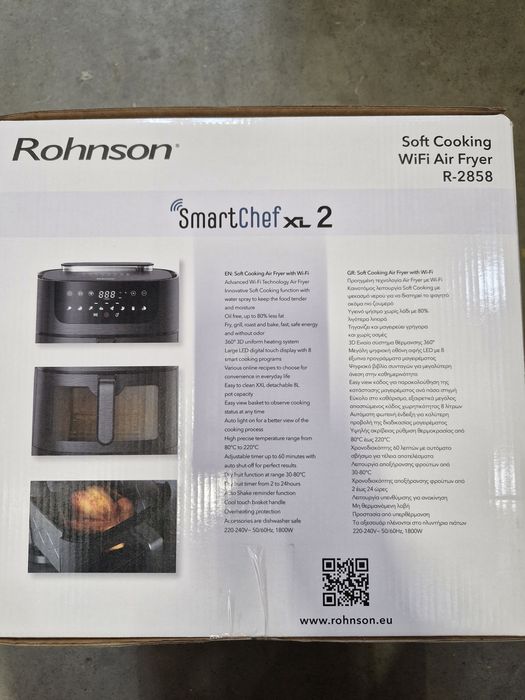 Rohnson®
Soft Cooking
WiFi Air Fryer
R-2858
SmartChef XL 2
888
EN: Soft Cooking Air Fryer with Wi-Fi
Advanced Wi-Fi Technology Air Fryer
Innovative Soft Cooking function with
water spray to keep the food tender
and moisture
Oil free, up to 80% less fat
Fry, grill, roast and bake, fast, safe energy
and without odor
360° 3D uniform heating system
Large LED digital touch display with 8
smart cooking programs
Various online recipes to choose for
convenience in everyday life
Easy to clean XXL detachable 8L
pot capacity
Easy view basket to observe cooking
status at any time
Auto light on for a better view of the
cooking process
High precise temperature range from
80°C to 220°C
Adjustable timer up to 60 minutes with
auto shut off for perfect results
Dry fruit function at range 30-80°C
Dry fruit timer from 2 to 24hours
Auto Shake reminder function
Cool touch basket handle
Overheating protection
Accessories are dishwasher safe
220-240V~ 50/60Hz, 1800W
GR: Soft Cooking Air Fryer with Wi-Fi
Προηγμένη τεχνολογία Air Fryer με Wi-Fi
Καινοτόμος λειτουργία Soft Cooking με
ψεκασμό νερού για να διατηρεί το φαγητό
ακόμα πιο ζουμερό
Υγιεινό ψήσιμο χωρίς λάδι με 80%
λιγότερα λιπαρά
Τηγανίζει και μαγειρεύει γρήγορα
και χωρίς οσμές
3D Ενιαίο σύστημα θέρμανσης 360°
Μεγάλη ψηφιακή οθόνη αφής LED με 8
έξυπνα προγράμματα μαγειρέματος
Ψηφιακό βιβλίο συνταγών για μεγαλύτερη
άνεση στην καθημερινότητα
Easy view κάδος για παρακολούθηση της
κατάστασης μαγειρέματος ανά πάσα στιγμή
Εύκολο στο καθάρισμα, εξαιρετικά μεγάλος
αποσπώμενος κάδος χωρητικότητας 8 λίτρων
Αυτόματη φωτεινή ένδειξη για καλύτερη
προβολή της διαδικασίας μαγειρέματος
Υψηλής ακρίβειας ρύθμιση θερμοκρασίας από
80°C έως 220°C
Χρονοδιακόπτης 60 λεπτών με αυτόματο
σβήσιμο για τέλεια αποτελέσματα
Λειτουργία αποξήρανσης φρούτων από
30-80°C
Χρονοδιακόπτης αποξήρανσης φρούτων από
2 έως 24 ώρες
Λειτουργία υπενθύμισης για ανακίνηση
Μη θερμαινόμενη λαβή
Προστασία από υπερθέρμανση
Τα αξεσουάρ πλένονται στο πλυντήριο πιάτων
220-240V~ 50/60Hz, 1800W
www.rohnson.eu